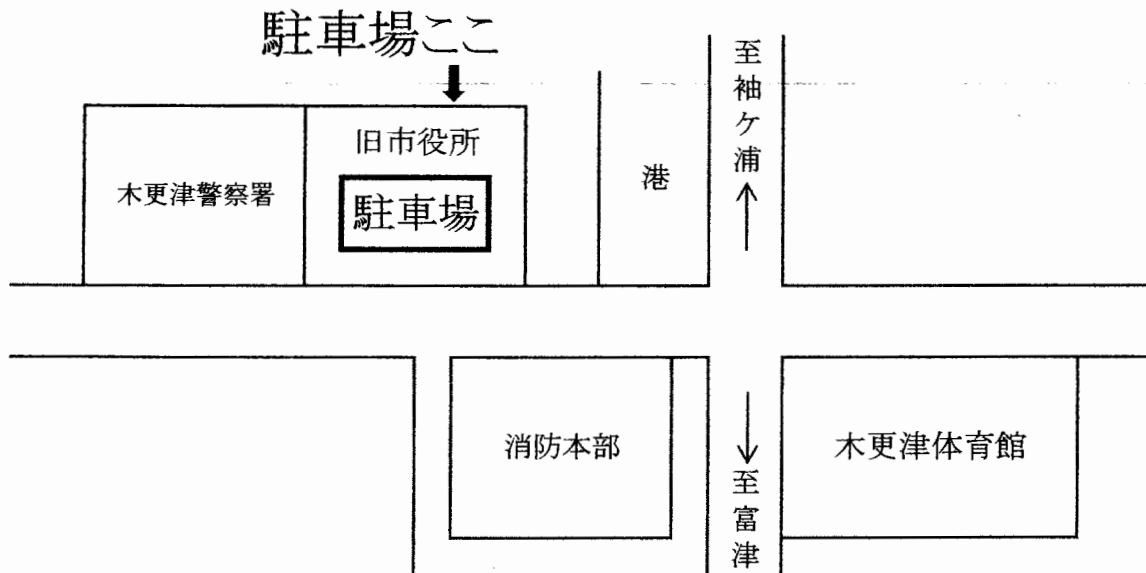 駐車場ここ
旧市役所
駐車場
木更津警察署
港
至袖ケ浦
消防本部
木更津体育館
至富津